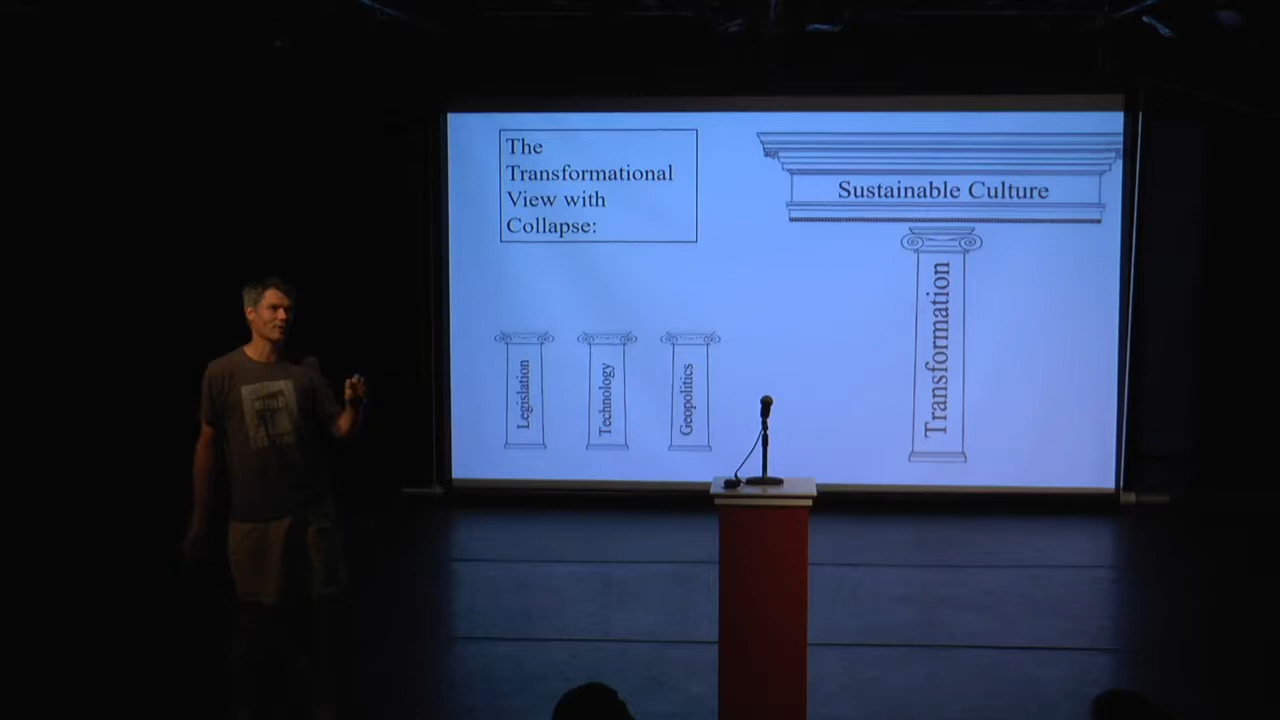 The
Transformational
View with
Collapse:
Sustainable Culture
Legislation
Technology
Geopolitics
Transformation